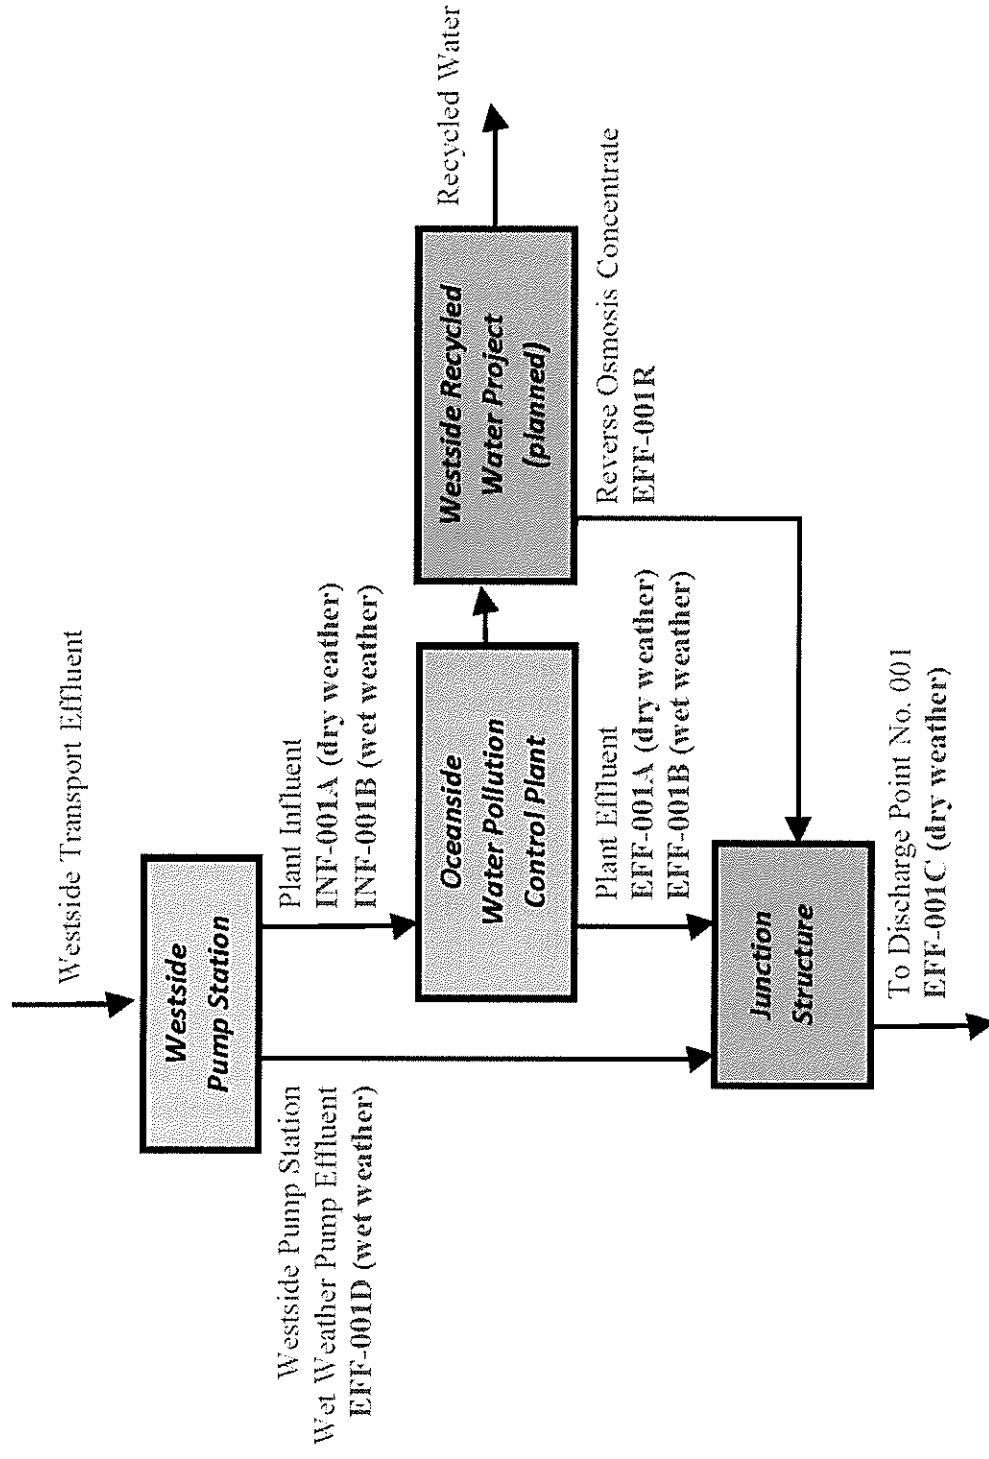 Westside Transport Effluent
Westside
Pump Station
Westside Pump Station
Wet Weather Pump Effluent
EFF-001D (wet weather)
Plant Influent
INF-001A (dry weather)
INF-001B (wet weather)
Oceanside
Water Pollution
Control Plant
Westside Recycled
Water Project
(planned)
Recycled Water
Plant Effluent
EFF-001A (dry weather)
EFF-001B (wet weather)
Reverse Osmosis Concentrate
EFF-001R
Junction
Structure
To Discharge Point No. 001
EFF-001C (dry weather)